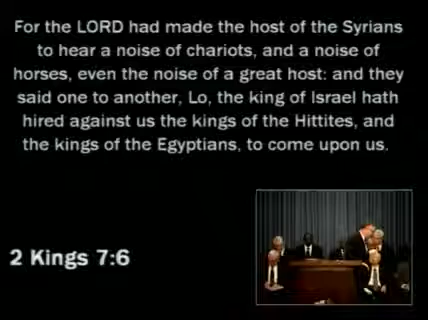 For the LORD had made the host of the Syrians
to hear a noise of chariots, and a noise of
horses, even the noise of a great host: and they
said one to another, Lo, the king of Israel hath
hired against us the kings of the Hittites, and
the kings of the Egyptians, to come upon us.
2 Kings 7:6